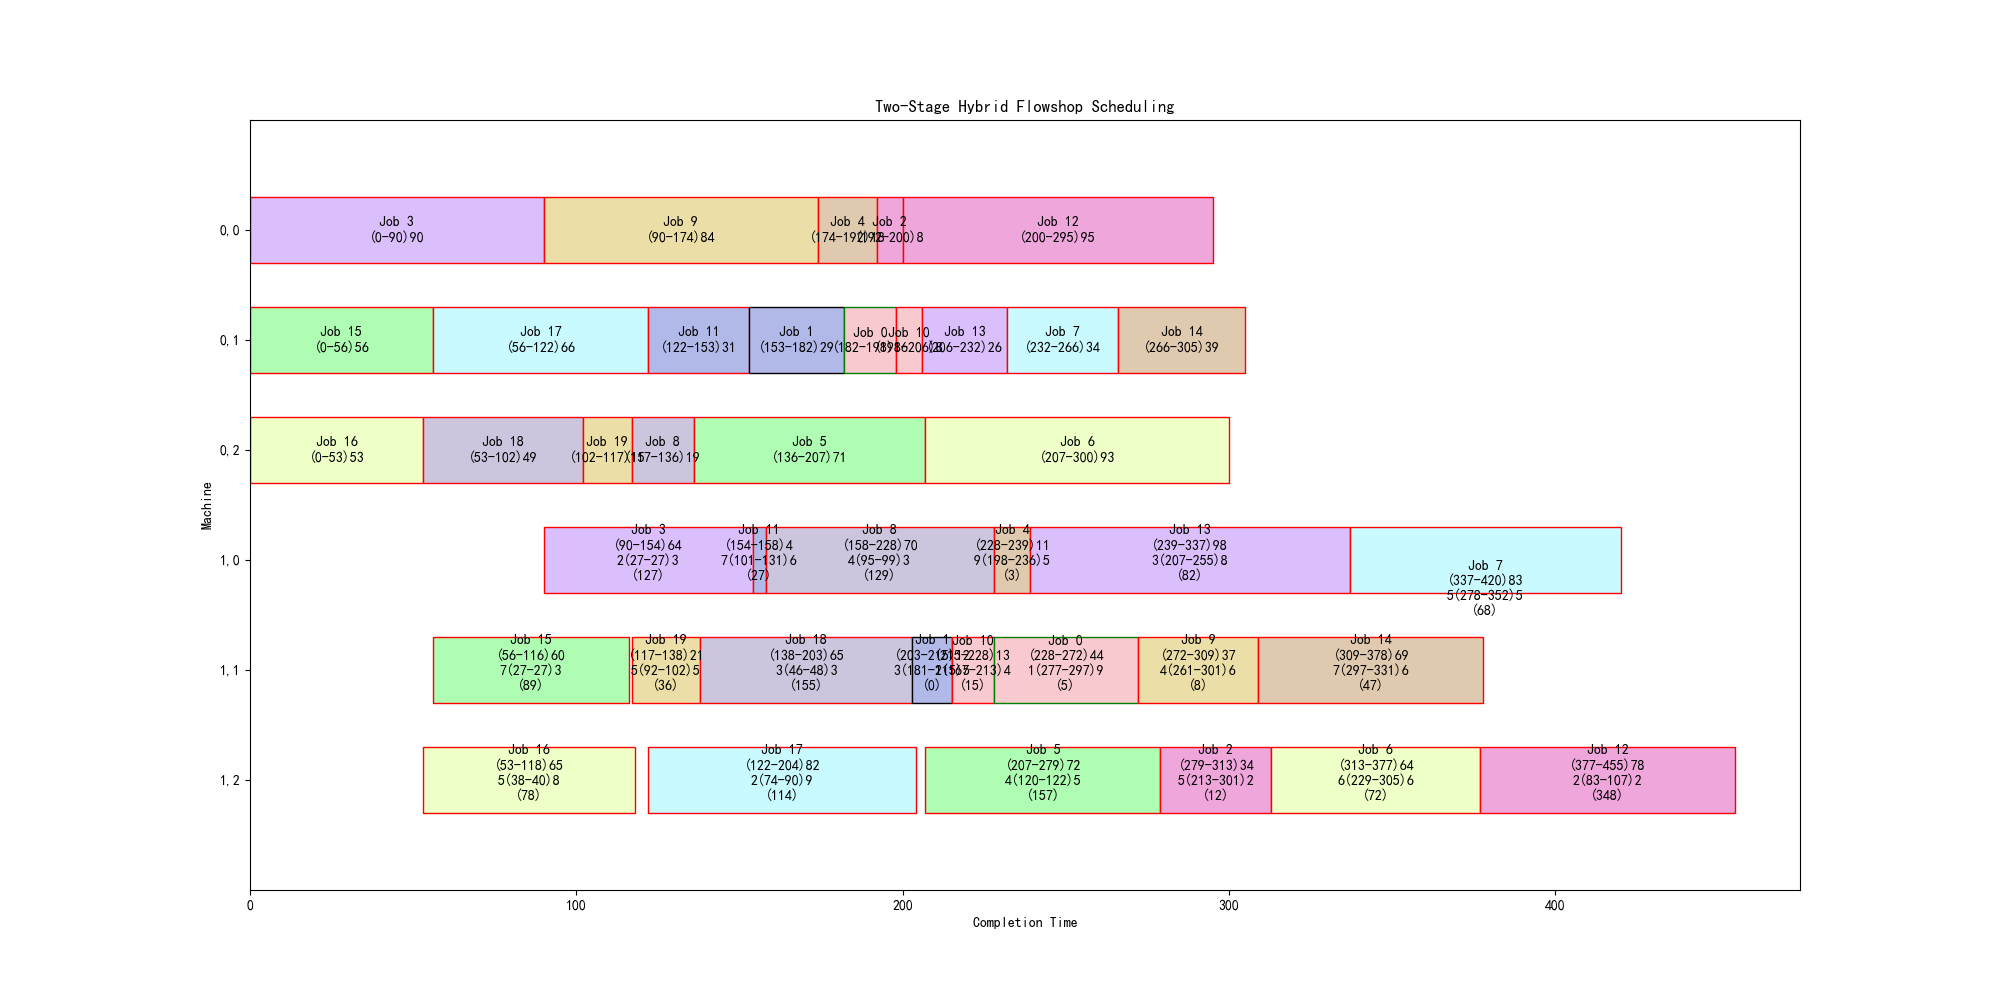 Two-Stage Hybrid Flowshop Scheduling
0,0
Job 3
(0-90)90
Job 9
(90-174)84
Job 4
(174-192)18
Job 2
(192-200)8
Job 12
(200-295)95
0,1
Job 15
(0-56)56
Job 17
(56-122)66
Job 11
(122-153)31
Job 1
(153-182)29
Job 0
(182-198)16
Job 10
(198-206)8
Job 13
(206-232)26
Job 7
(232-266)34
Job 14
(266-305)39
0,2
Job 16
(0-53)53
Job 18
(53-102)49
Job 19
(102-117)15
Job 8
(117-136)19
Job 5
(136-207)71
Job 6
(207-300)93
Machine
1,0
Job 3
(90-154)64
2(27-27)3
(127)
Job 11
(154-158)4
7(101-131)6
(27)
Job 8
(158-228)70
4(95-99)3
(129)
Job 4
(228-239)11
9(198-236)5
(3)
Job 13
(239-337)98
3(207-255)8
(82)
Job 7
(337-420)83
5(278-352)5
(68)
1,1
Job 15
(56-116)60
7(27-27)3
(89)
Job 19
(117-138)21
5(92-102)5
(36)
Job 18
(138-203)65
3(46-48)3
(155)
Job 1
(203-215)12
(0)
Job 10
(215-228)13
(15)
Job 0
(228-272)44
1(277-297)9
(5)
Job 9
(272-309)37
4(261-301)6
(8)
Job 14
(309-378)69
7(297-331)6
(47)
1,2
Job 16
(53-118)65
5(38-40)8
(78)
Job 17
(122-204)82
2(74-90)9
(114)
Job 5
(207-279)72
4(120-122)5
(157)
Job 2
(279-313)34
5(213-301)2
(12)
Job 6
(313-377)64
6(229-305)6
(72)
Job 12
(377-455)78
2(83-107)2
(348)
0
100
200
300
400
Completion Time